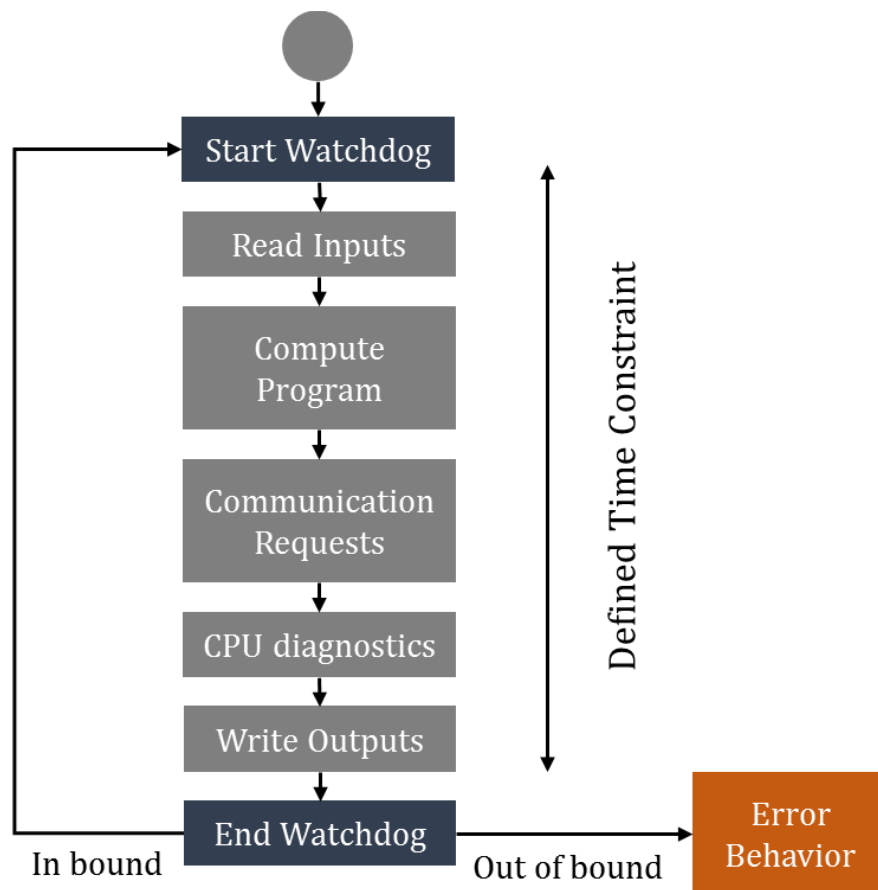 Start Watchdog
Read Inputs
Compute
Program
Communication
Requests
CPU diagnostics
Write Outputs
End Watchdog
In bound
Out of bound
Error
Behavior
Defined Time Constraint